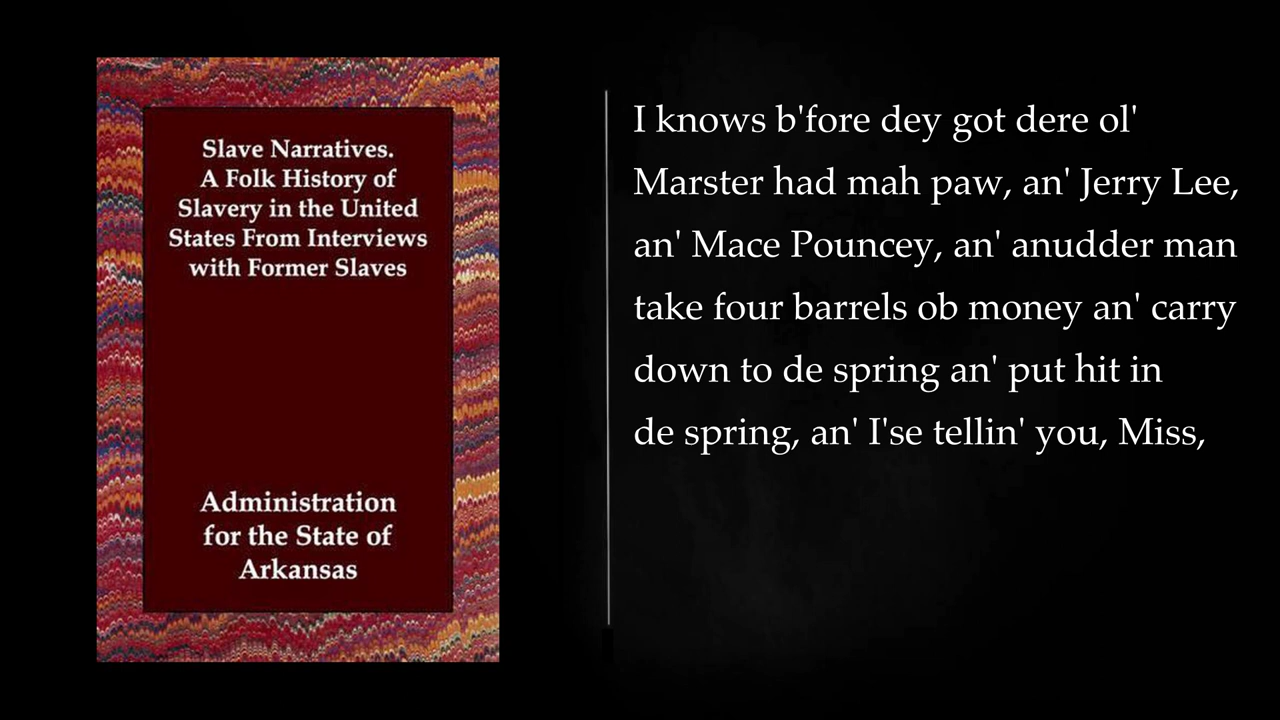 Slave Narratives.
A Folk History of
Slavery in the United
States From Interviews
with Former Slaves
Administration
for the State of
Arkansas
I knows b'fore dey got dere ol'
Marster had mah paw, an' Jerry Lee,
an' Mace Pouncey, an' anudder man
take four barrels ob money an' carry
down to de spring an' put hit in
de spring, an' I'se tellin' you, Miss,